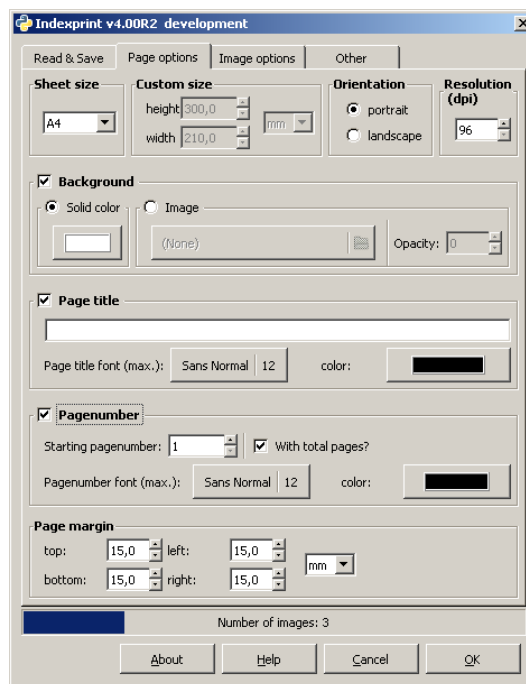 Indexprint v4.00R2 development
Read & Save
Page options
Image options
Other
Sheet size
A4
Custom size
height 300,0
width 210,0
mm
Orientation
portrait
landscape
Resolution
(dpi)
96
Background
Solid color
Image
(None)
Opacity: 0
Page title
Page title font (max.): Sans Normal 12 color:
Pagenumber
Starting pagenumber: 1 With total pages?
Pagenumber font (max.): Sans Normal 12 color:
Page margin
top: 15,0 left: 15,0
mm
bottom: 15,0 right: 15,0
Number of images: 3
About Help Cancel OK